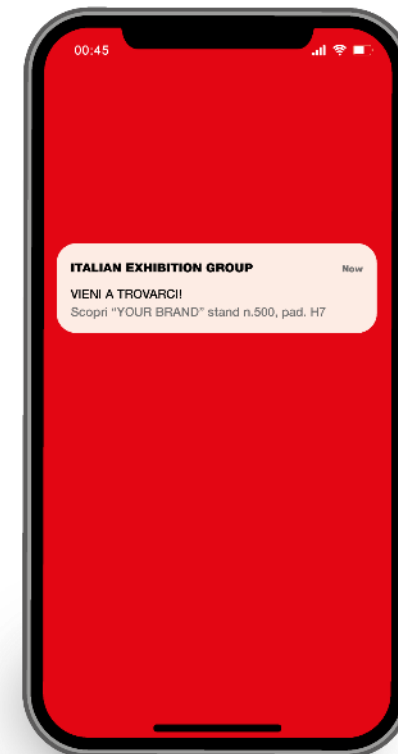 00:45
ITALIAN EXHIBITION GROUP
Now
VIENI A TROVARCI!
Scopri “YOUR BRAND” stand n.500, pad. H7